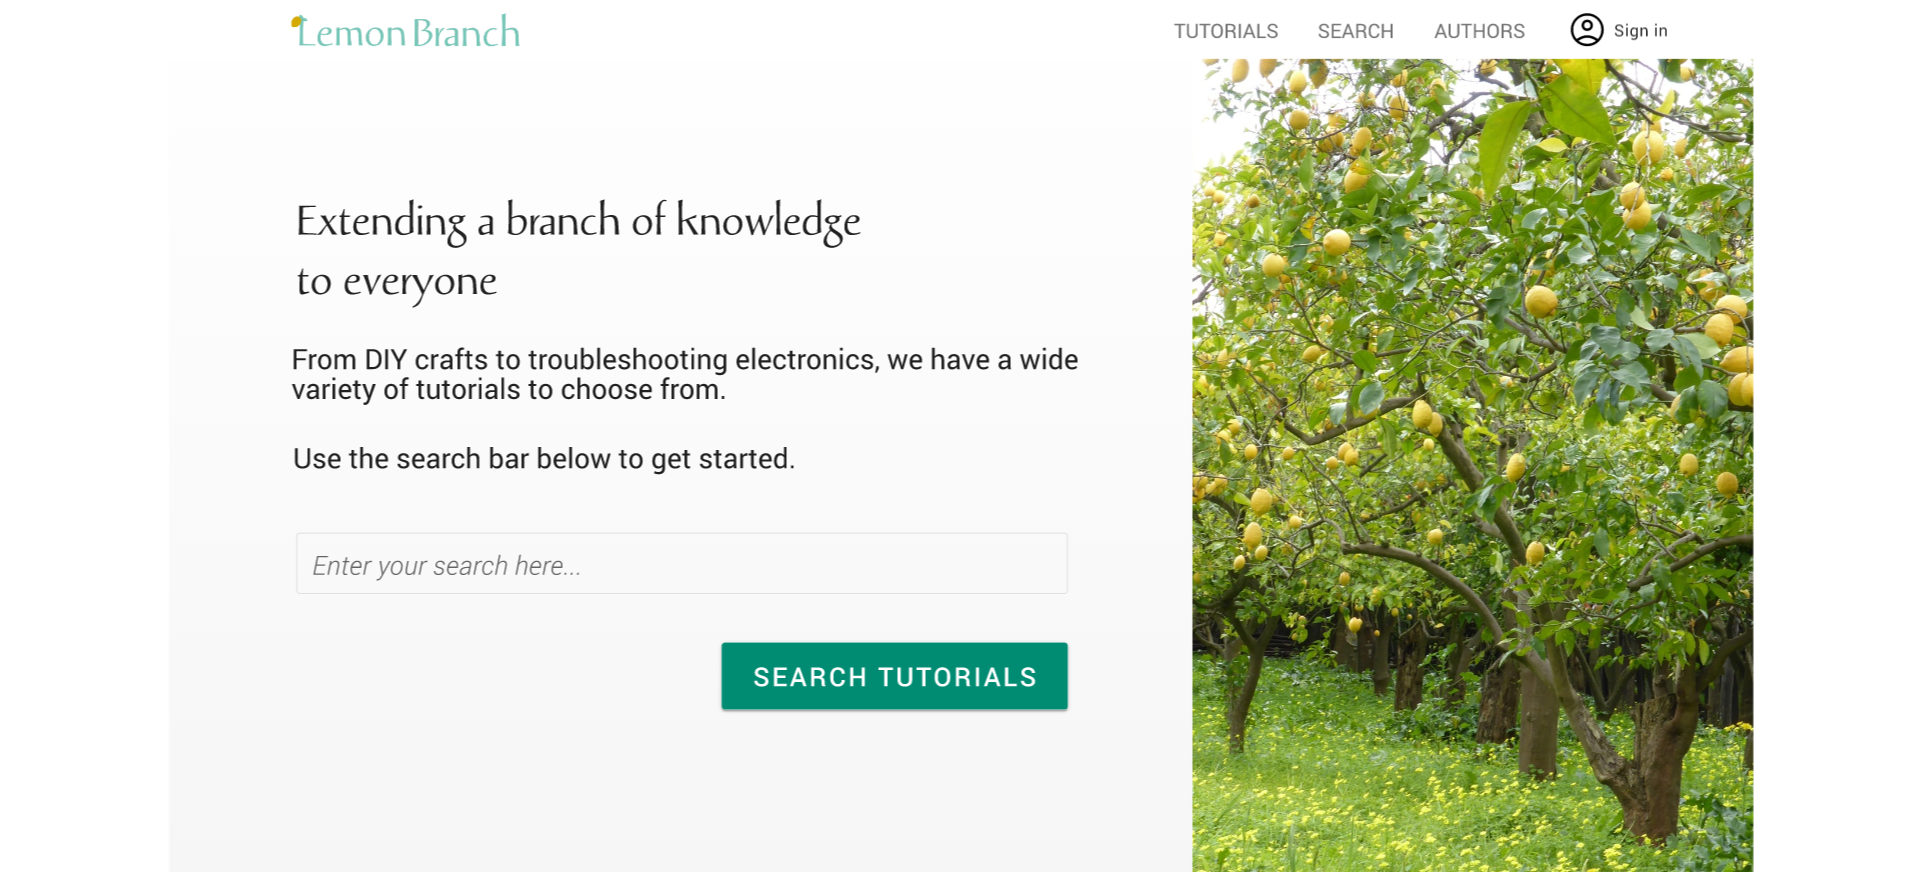 Lemon Branch
TUTORIALS SEARCH AUTHORS Sign in
Extending a branch of knowledge
to everyone
From DIY crafts to troubleshooting electronics, we have a wide
variety of tutorials to choose from.
Use the search bar below to get started.
Enter your search here...
SEARCH TUTORIALS